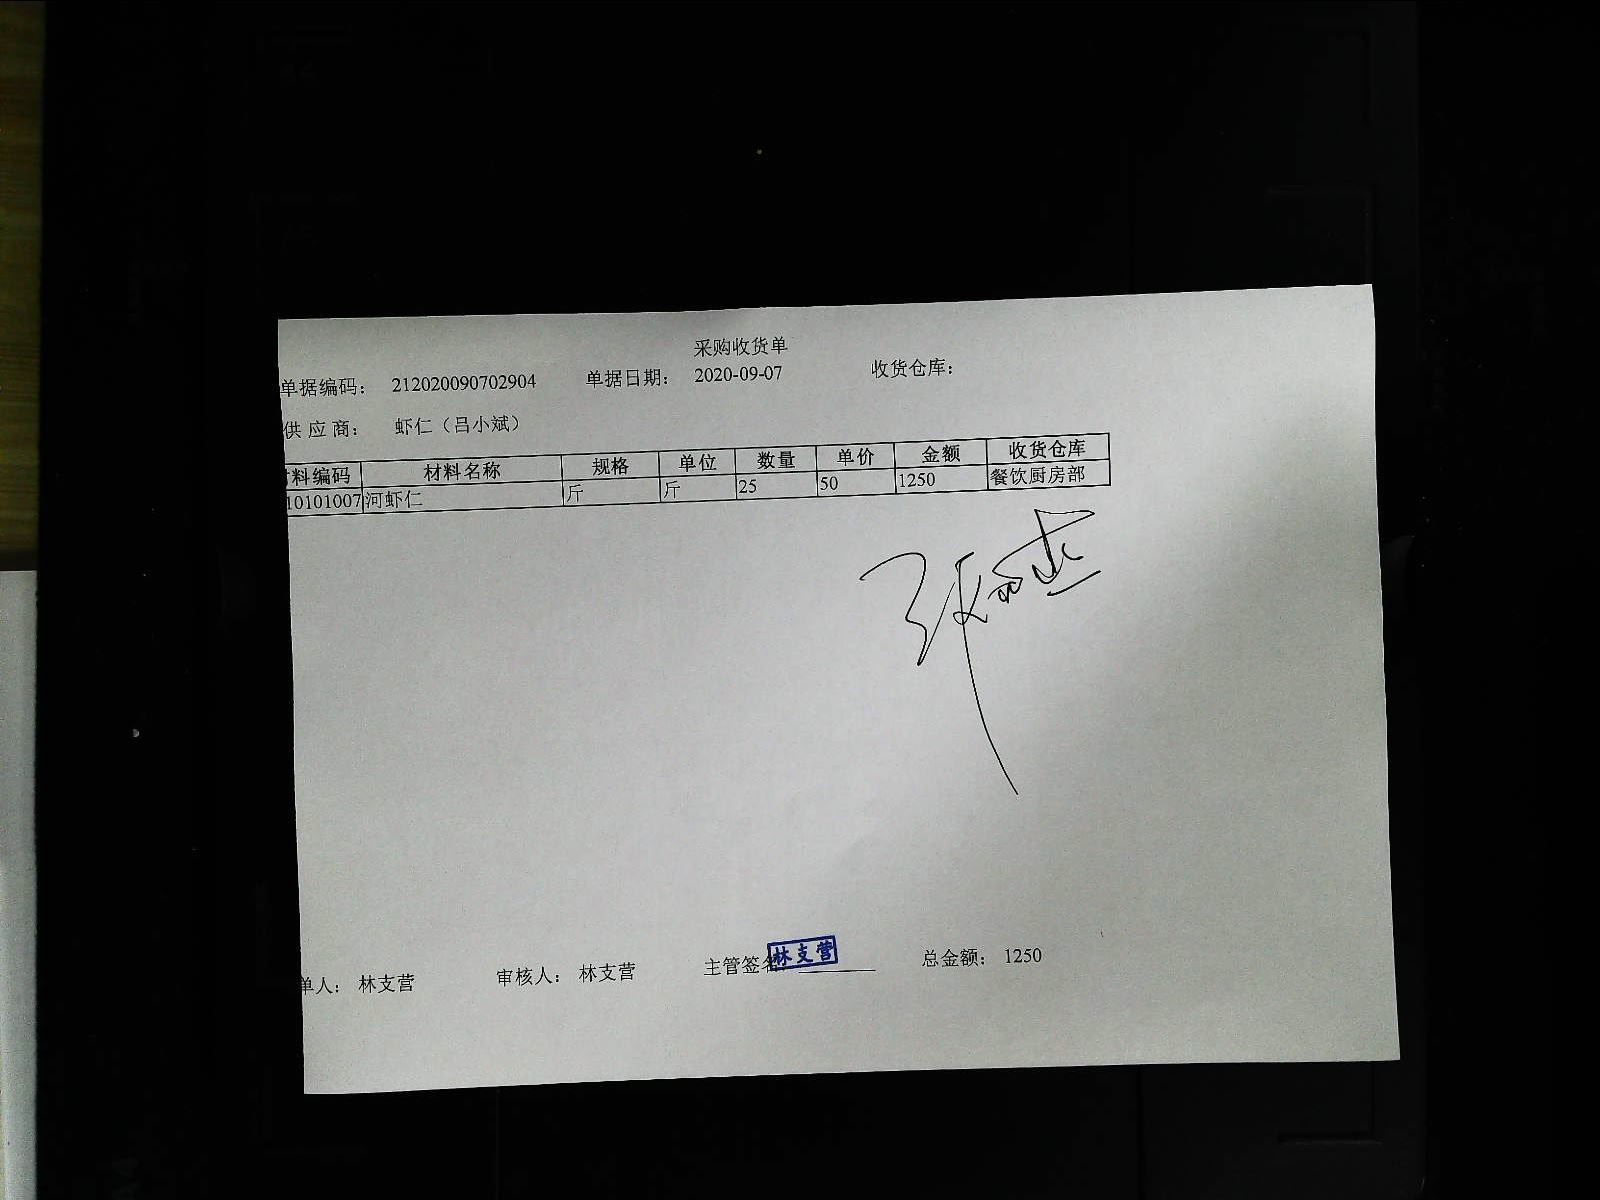 采购收货单
单据编码： 212020090702904 单据日期： 2020-09-07 收货仓库：
供应商： 虾仁（吕小斌）
料编码 材料名称 规格 单位 数量 单价 金额 收货仓库
10101007 河虾仁 斤 斤 25 50 1250 餐饮厨房部
单人： 林支营 审核人： 林支营 主管签名： 林支营 总金额： 1250